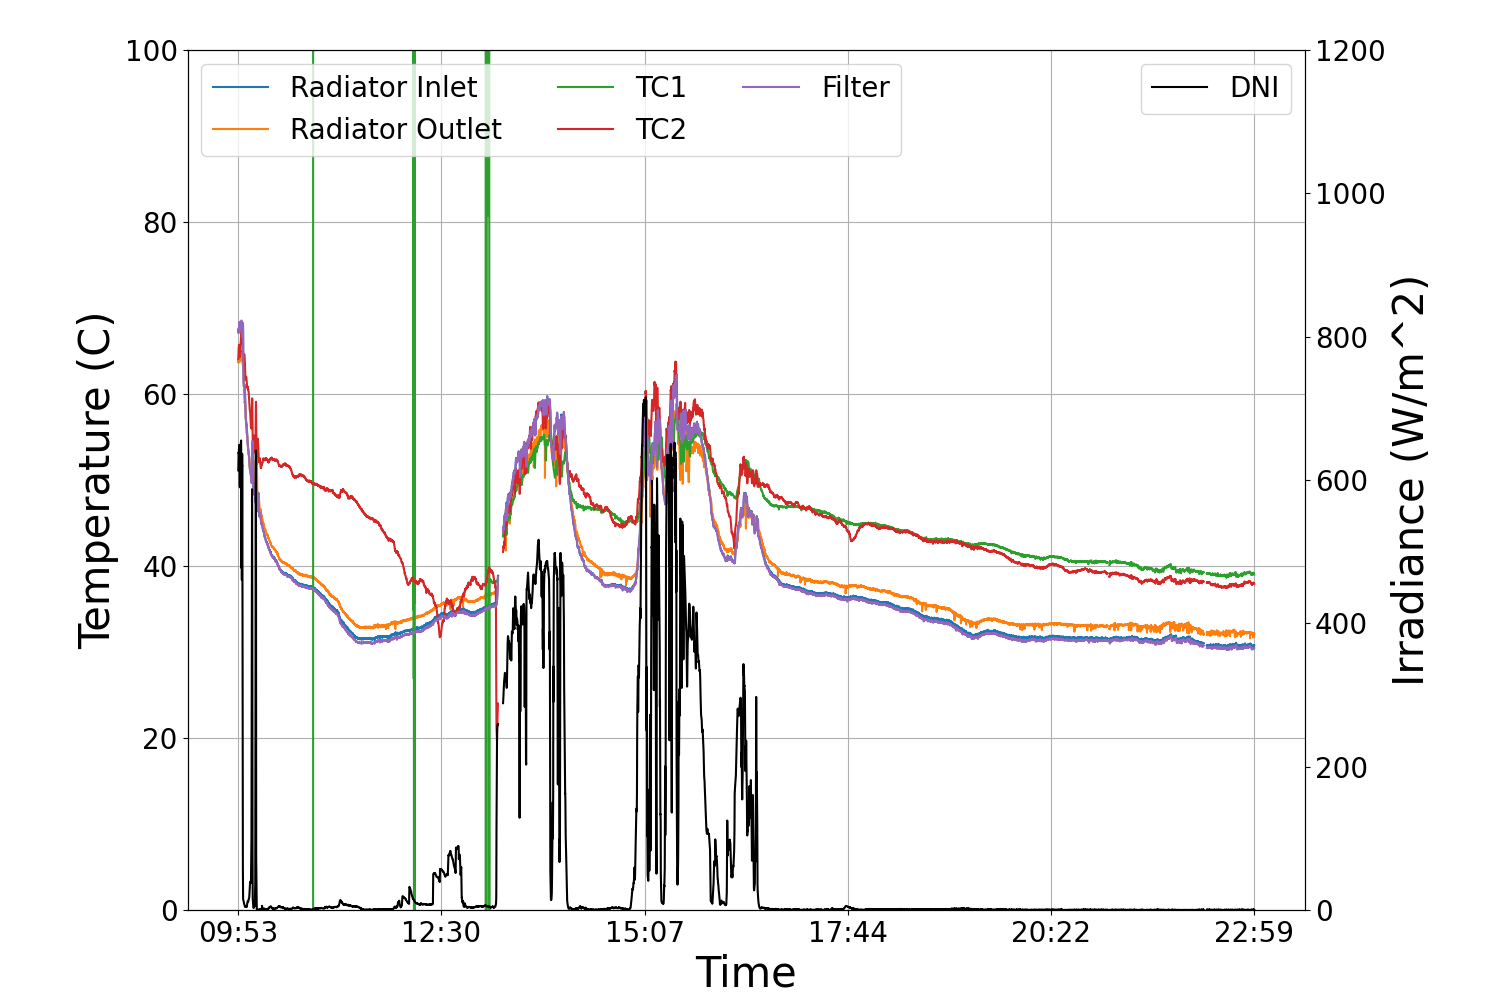 100
80
60
40
20
0
Temperature (C)
Radiator Inlet
Radiator Outlet
TC1
TC2
Filter
DNI
1200
1000
800
600
400
200
0
Irradiance (W/m^2)
09:53 12:30 15:07 17:44 20:22 22:59
Time